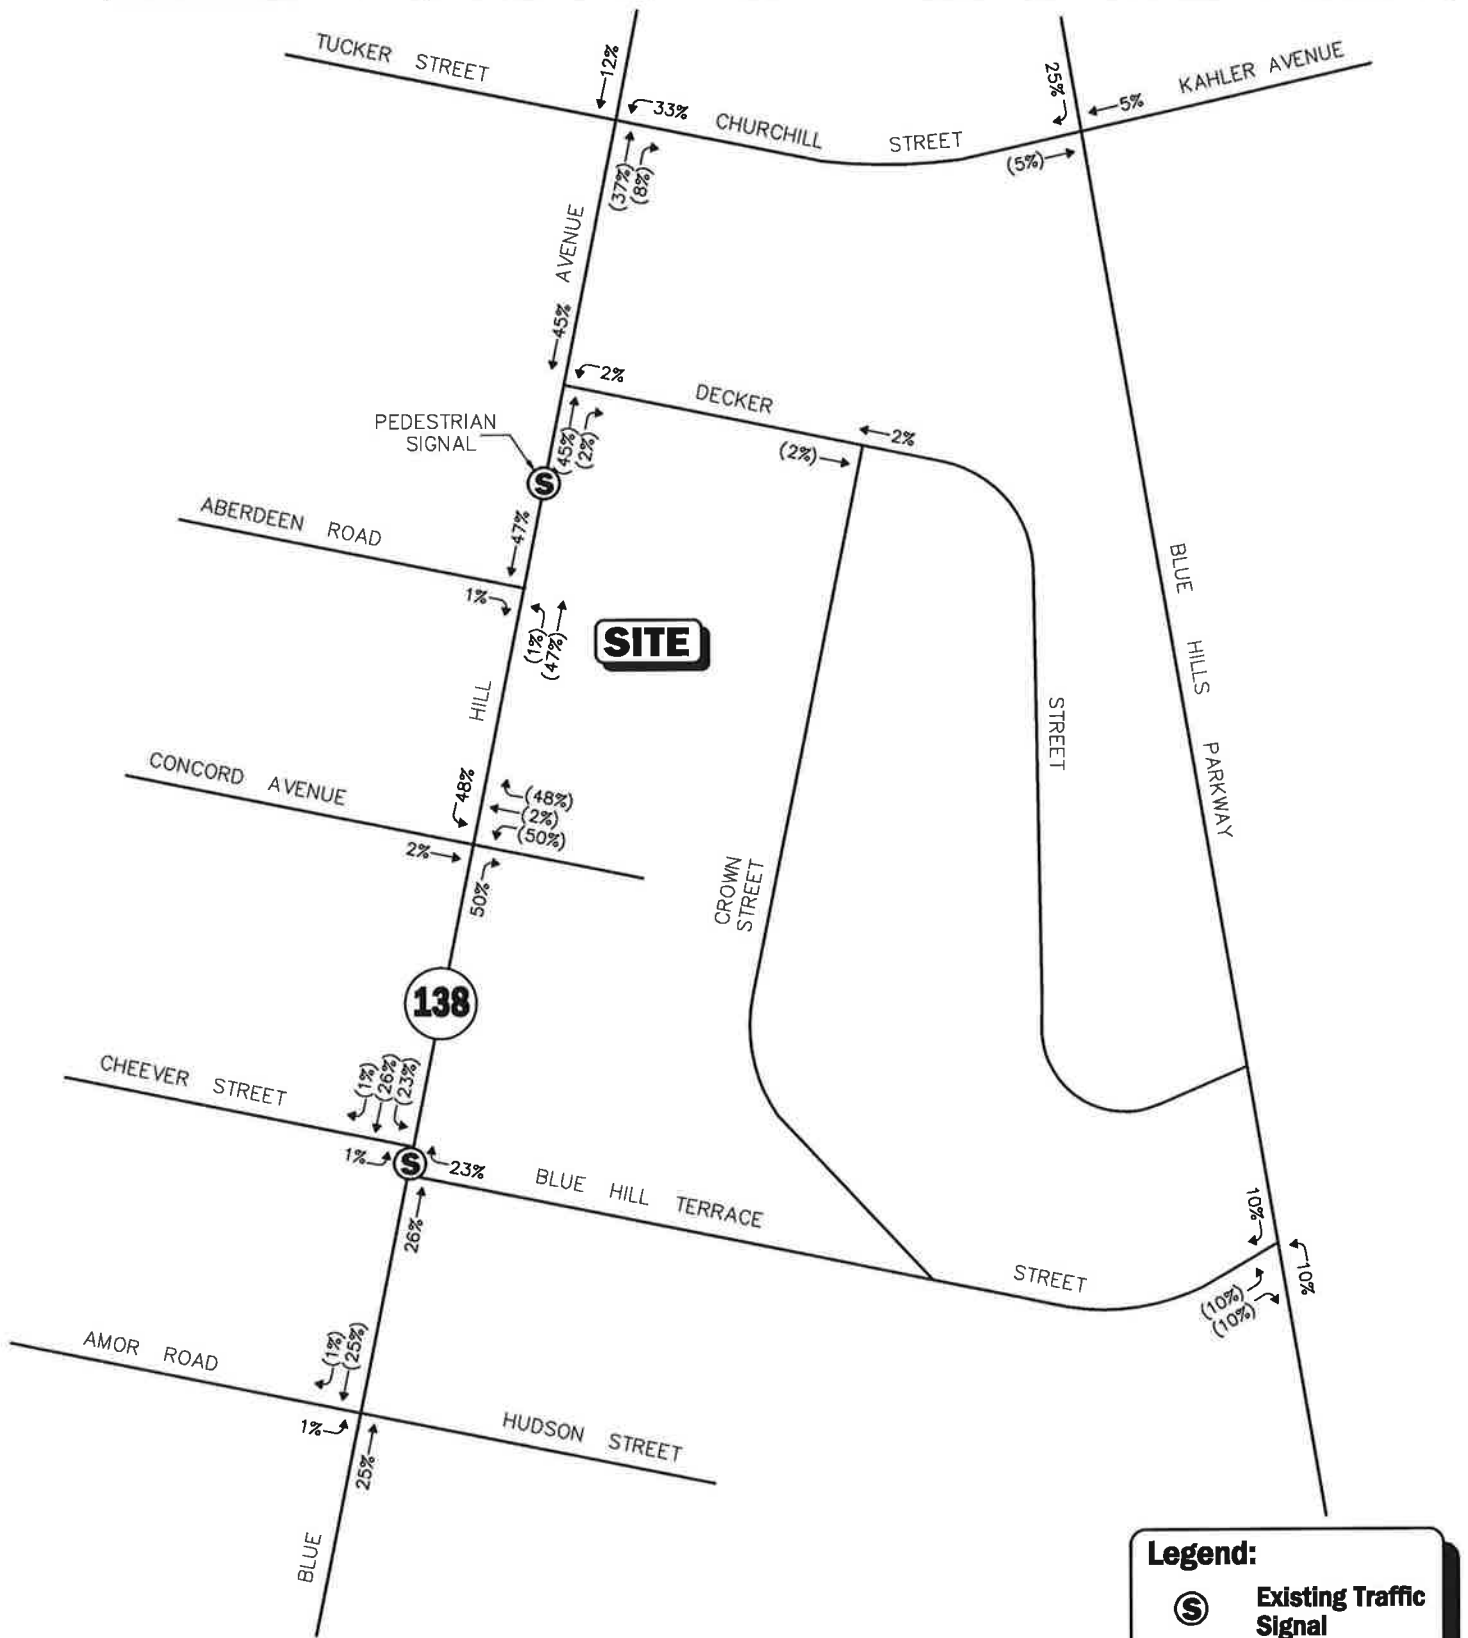 TUCKER STREET
12%
33%
CHURCHILL STREET
25%
5%
KAHLER AVENUE
(5%)
(37%)
(8%)
AVENUE
45%
2%
DECKER
2%
(2%)
PEDESTRIAN
SIGNAL
(45%)
(2%)
S
ABERDEEN ROAD
47%
1%
(1%)
(47%)
SITE
HILL
STREET
BLUE HILLS PARKWAY
CONCORD AVENUE
48%
(48%)
(2%)
(50%)
2%
50%
CROWN
STREET
138
CHEEVER STREET
(1%)
(26%)
(23%)
1%
S
23%
BLUE HILL TERRACE
STREET
26%
10%
10%
(10%)
(10%)
AMOR ROAD
(1%)
(25%)
1%
25%
HUDSON STREET
BLUE
Legend:
S Existing Traffic
Signal